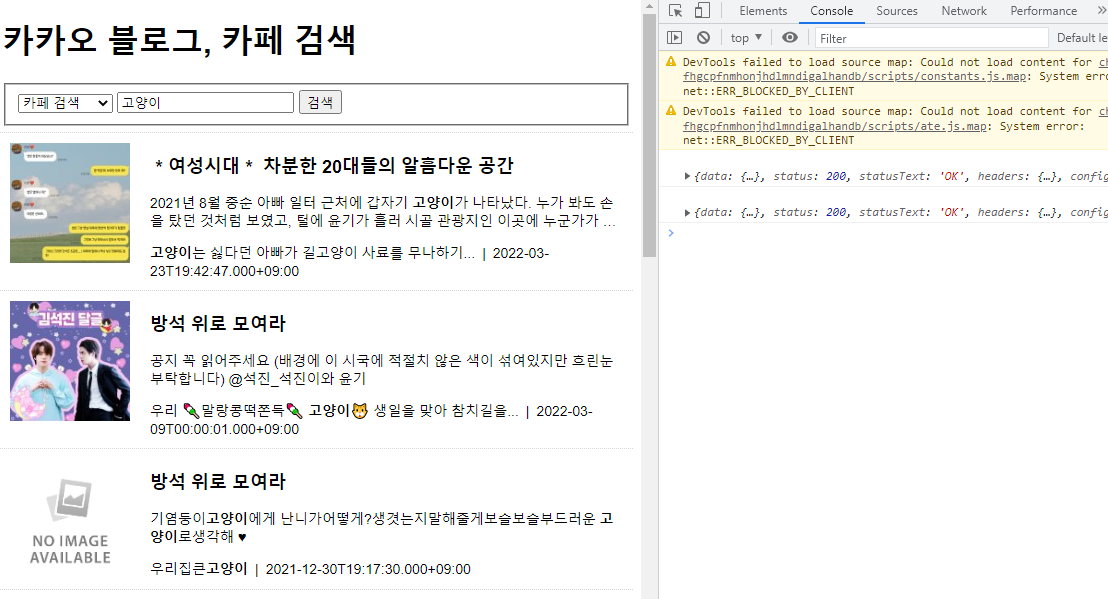 카카오 블로그, 카페 검색
카페 검색
고양이
검색
* 여성시대 * 차분한 20대들의 알흠다운 공간
2021년 8월 중순 아빠 일터 근처에 갑자기 고양이가 나타났다. 누가 봐도 손
을 탔던 것처럼 보였고, 털에 윤기가 흘러 시골 관광지인 이곳에 누군가가 ...
고양이는 싫다던 아빠가 길고양이 사료를 무나하기... | 2022-03-
23T19:42:47.000+09:00
김석진 달글
방석 위로 모여라
공지 꼭 읽어주세요 (배경에 이 시국에 적절치 않은 색이 섞여있지만 흐린눈
부탁합니다) @석진_석진이와 윤기
우리 🍡말랑콩떡쫀득🍡 고양이🐱 생일을 맞아 참치길을... | 2022-03-
09T00:00:01.000+09:00
NO IMAGE
AVAILABLE
방석 위로 모여라
기염둥이고양이에게 난니가어떻게?생겻는지말해줄게보슬보슬부드러운 고
양이로생각해 ♥
우리집큰고양이 | 2021-12-30T19:17:30.000+09:00
Elements Console Sources Network Performance »
top ▼ Filter Default le
DevTools failed to load source map: Could not load content for ch
fhgcpfnmhonjhdlmndigalhandb/scripts/constants.js.map: System erro
net::ERR_BLOCKED_BY_CLIENT
DevTools failed to load source map: Could not load content for ch
fhgcpfnmhonjhdlmndigalhandb/scripts/ate.js.map: System error:
net::ERR_BLOCKED_BY_CLIENT
{data: {…}, status: 200, statusText: 'OK', headers: {…}, config
{data: {…}, status: 200, statusText: 'OK', headers: {…}, config